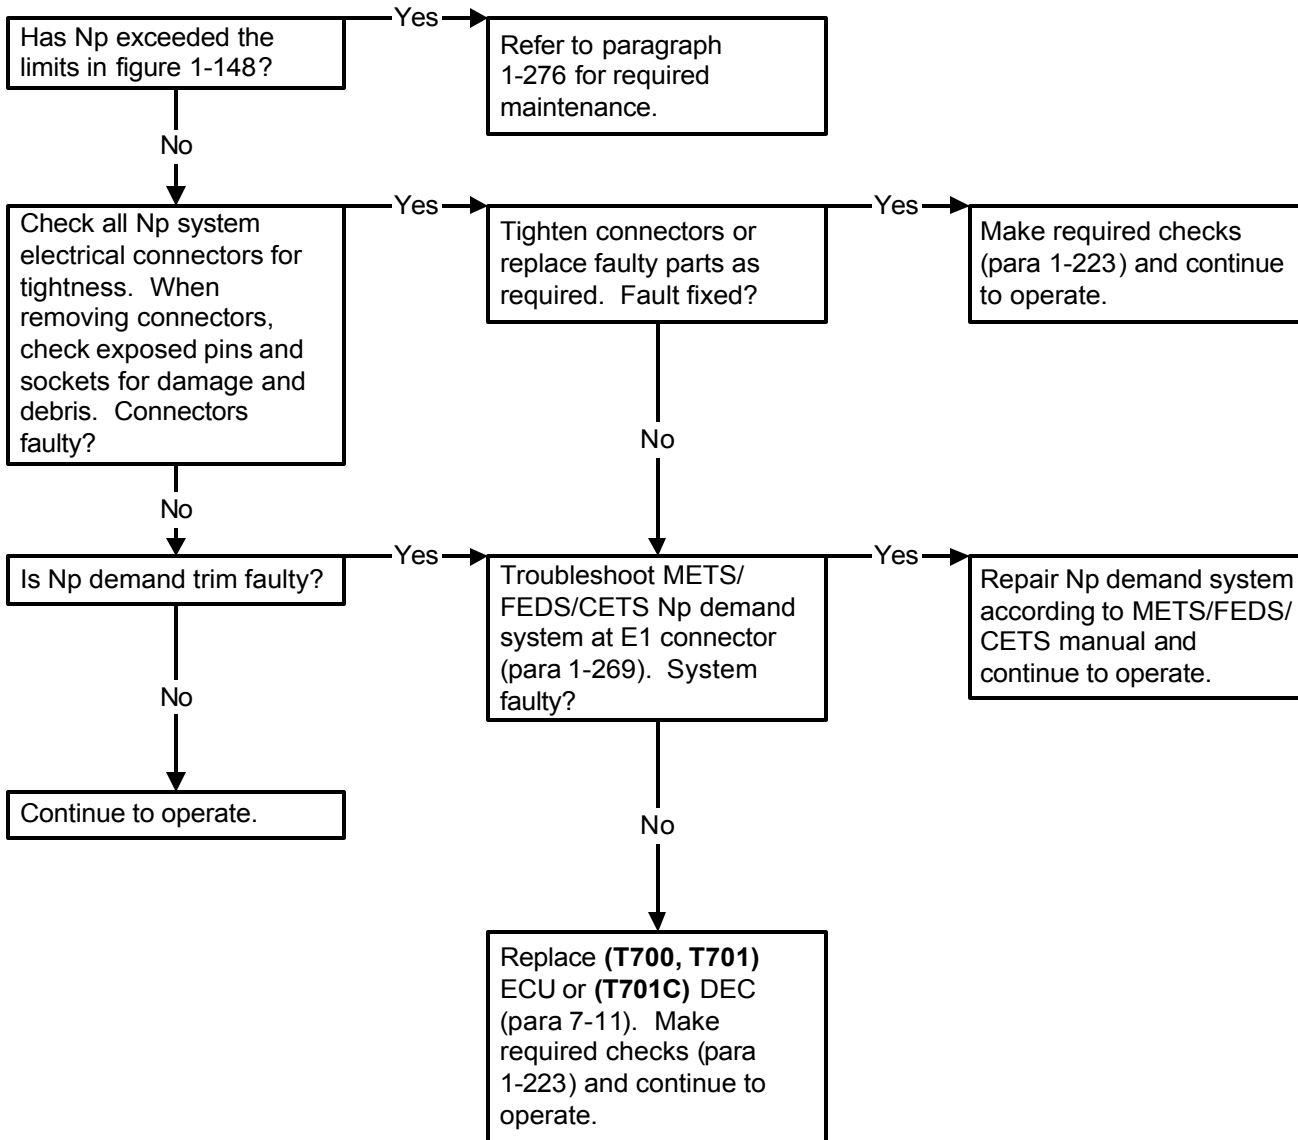 Has Np exceeded the
limits in figure 1-148?
Yes
Refer to paragraph
1-276 for required
maintenance.
No
Check all Np system
electrical connectors for
tightness. When
removing connectors,
check exposed pins and
sockets for damage and
debris. Connectors
faulty?
Yes
Tighten connectors or
replace faulty parts as
required. Fault fixed?
Yes
Make required checks
(para 1-223) and continue
to operate.
No
No
Is Np demand trim faulty?
Yes
Troubleshoot METS/
FEDS/CETS Np demand
system at E1 connector
(para 1-269). System
faulty?
Yes
Repair Np demand system
according to METS/FEDS/
CETS manual and
continue to operate.
No
Continue to operate.
No
Replace (T700, T701)
ECU or (T701C) DEC
(para 7-11). Make
required checks (para
1-223) and continue to
operate.